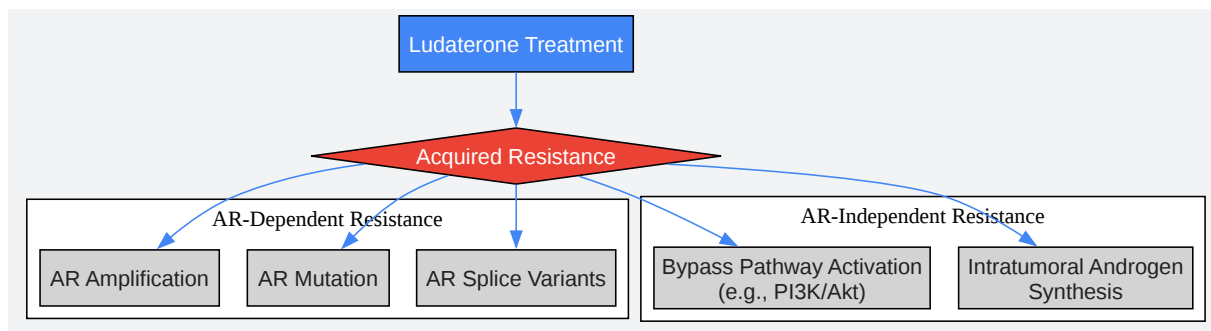 Ludaterone Treatment
Acquired Resistance
AR-Dependent Resistance
AR Amplification
AR Mutation
AR Splice Variants
AR-Independent Resistance
Bypass Pathway Activation
(e.g., PI3K/Akt)
Intratumoral Androgen
Synthesis